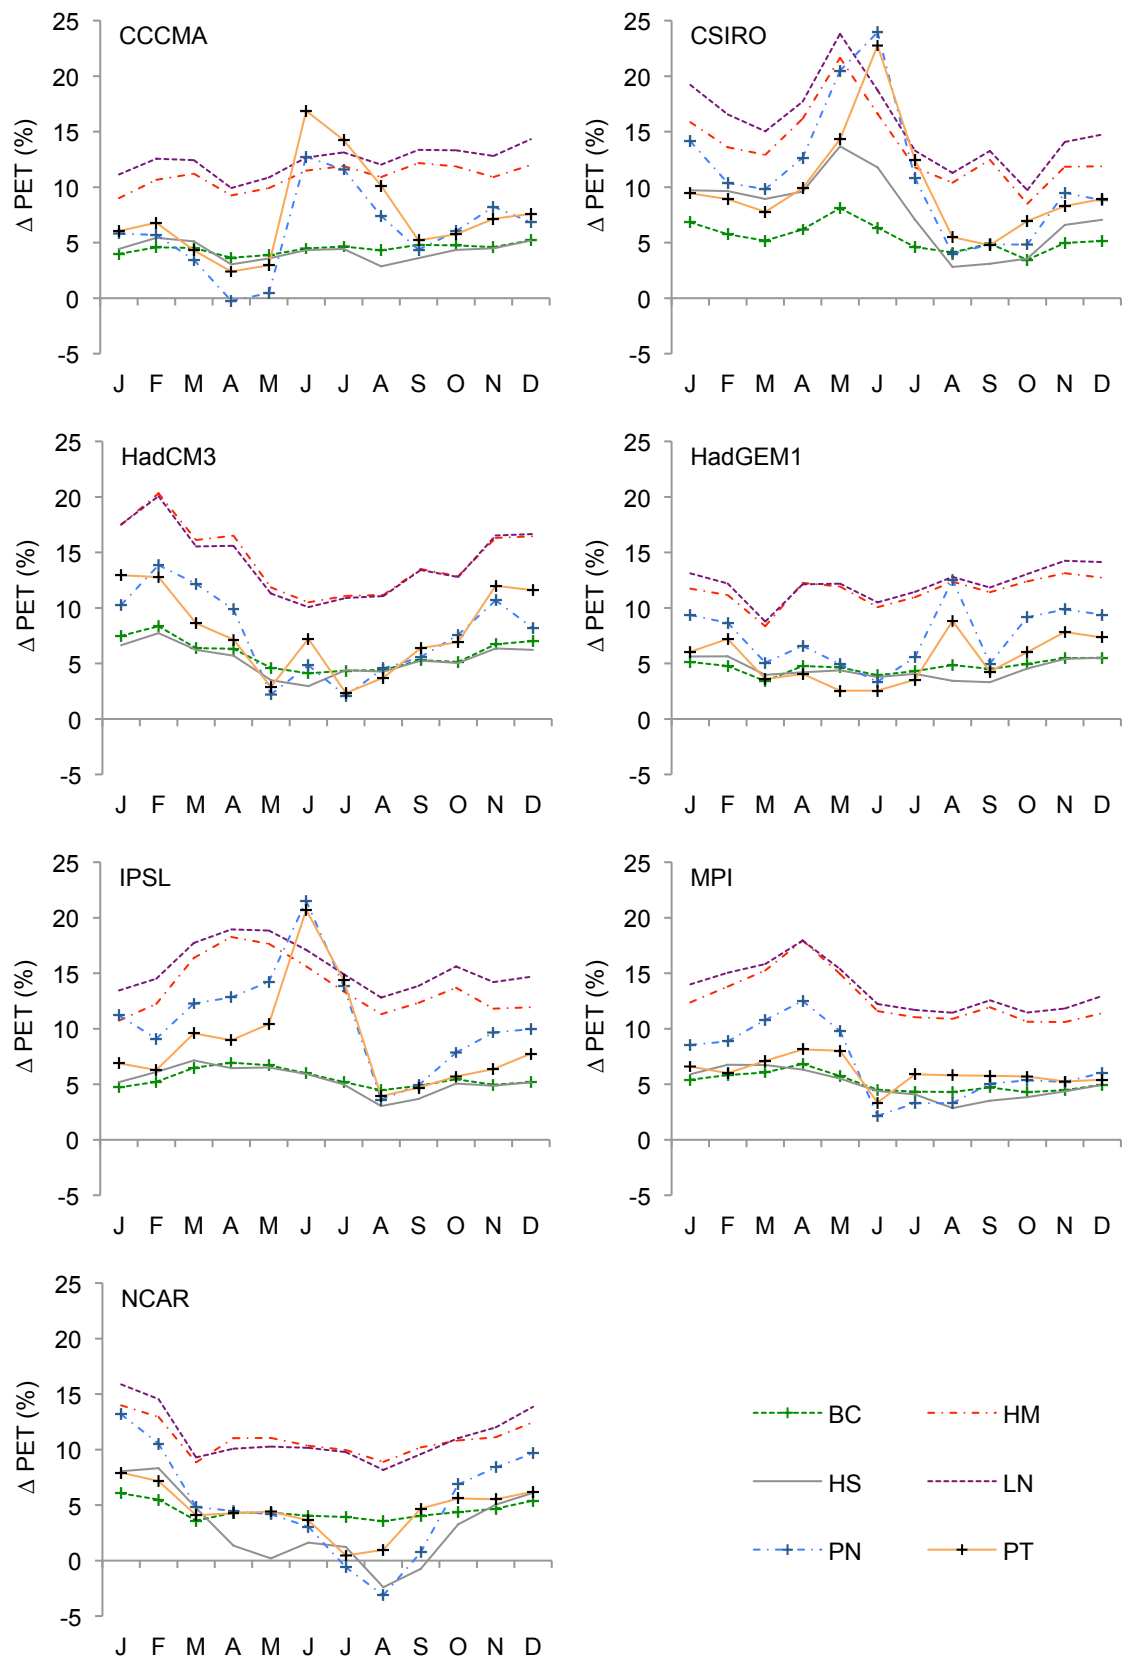 CCCMA
Δ PET (%)
25
20
15
10
5
0
-5
J F M A M J J A S O N D
CSIRO
Δ PET (%)
25
20
15
10
5
0
-5
J F M A M J J A S O N D
HadCM3
Δ PET (%)
25
20
15
10
5
0
-5
J F M A M J J A S O N D
HadGEM1
Δ PET (%)
25
20
15
10
5
0
-5
J F M A M J J A S O N D
IPSL
Δ PET (%)
25
20
15
10
5
0
-5
J F M A M J J A S O N D
MPI
Δ PET (%)
25
20
15
10
5
0
-5
J F M A M J J A S O N D
NCAR
Δ PET (%)
25
20
15
10
5
0
-5
J F M A M J J A S O N D
BC HM
HS LN
PN PT